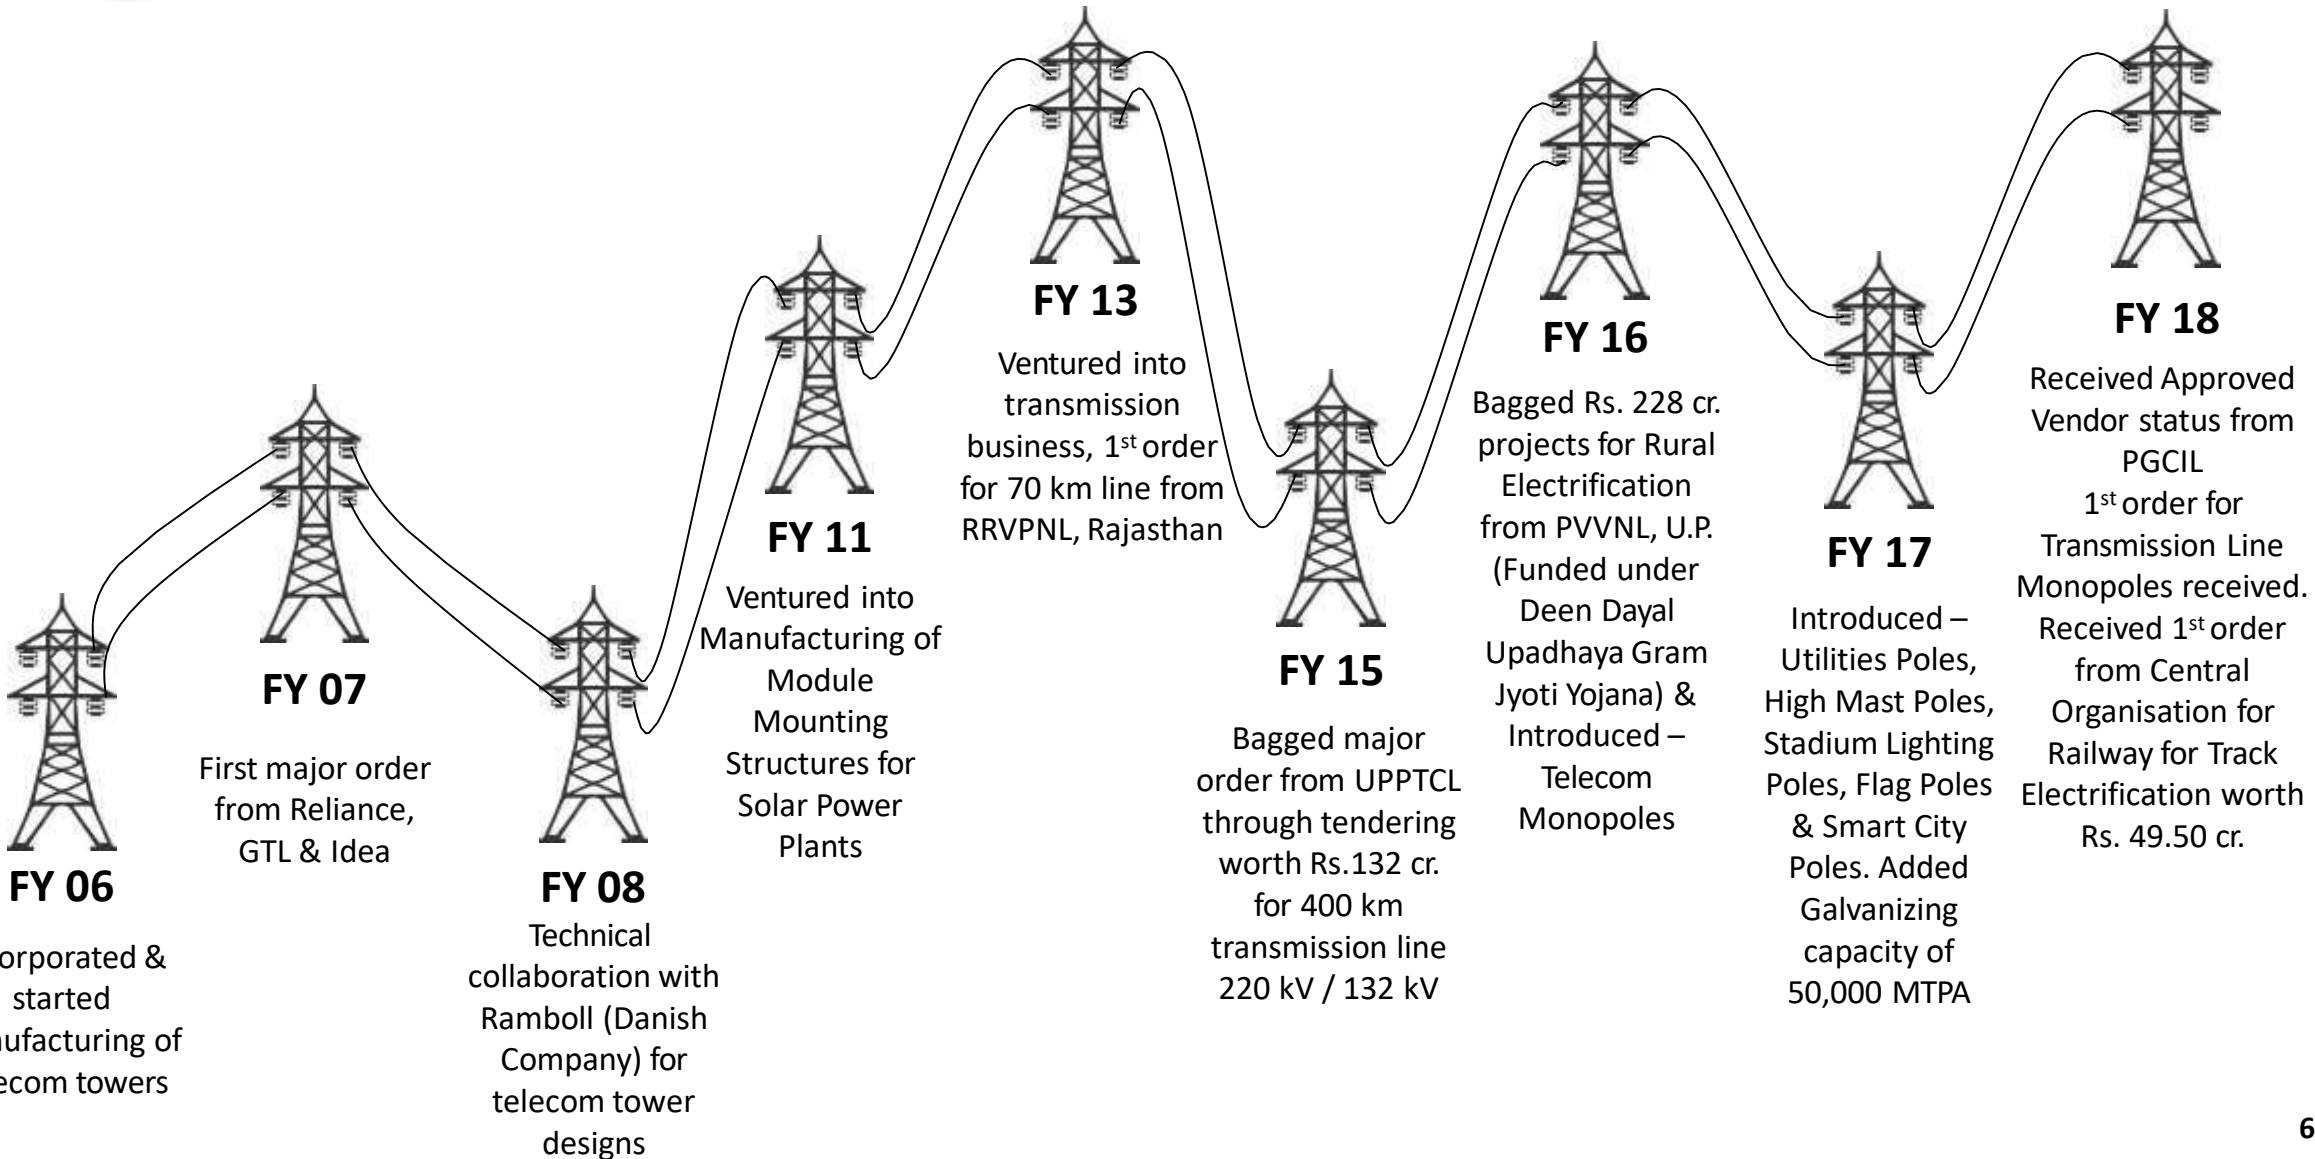 FY 06
orporated &
started
ufacturing of
ecom towers
FY 07
First major order
from Reliance,
GTL & Idea
FY 08
Technical
collaboration with
Ramboll (Danish
Company) for
telecom tower
designs
FY 11
Ventured into
Manufacturing of
Module
Mounting
Structures for
Solar Power
Plants
FY 13
Ventured into
transmission
business, 1st order
for 70 km line from
RRVPNL, Rajasthan
FY 15
Bagged major
order from UPPTCL
through tendering
worth Rs.132 cr.
for 400 km
transmission line
220 kV / 132 kV
FY 16
Bagged Rs. 228 cr.
projects for Rural
Electrification
from PVVNL, U.P.
(Funded under
Deen Dayal
Upadhaya Gram
Jyoti Yojana) &
Introduced –
Telecom
Monopoles
FY 17
Introduced –
Utilities Poles,
High Mast Poles,
Stadium Lighting
Poles, Flag Poles
& Smart City
Poles. Added
Galvanizing
capacity of
50,000 MTPA
FY 18
Received Approved
Vendor status from
PGCIL
1st order for
Transmission Line
Monopoles received.
Received 1st order
from Central
Organisation for
Railway for Track
Electrification worth
Rs. 49.50 cr.
6